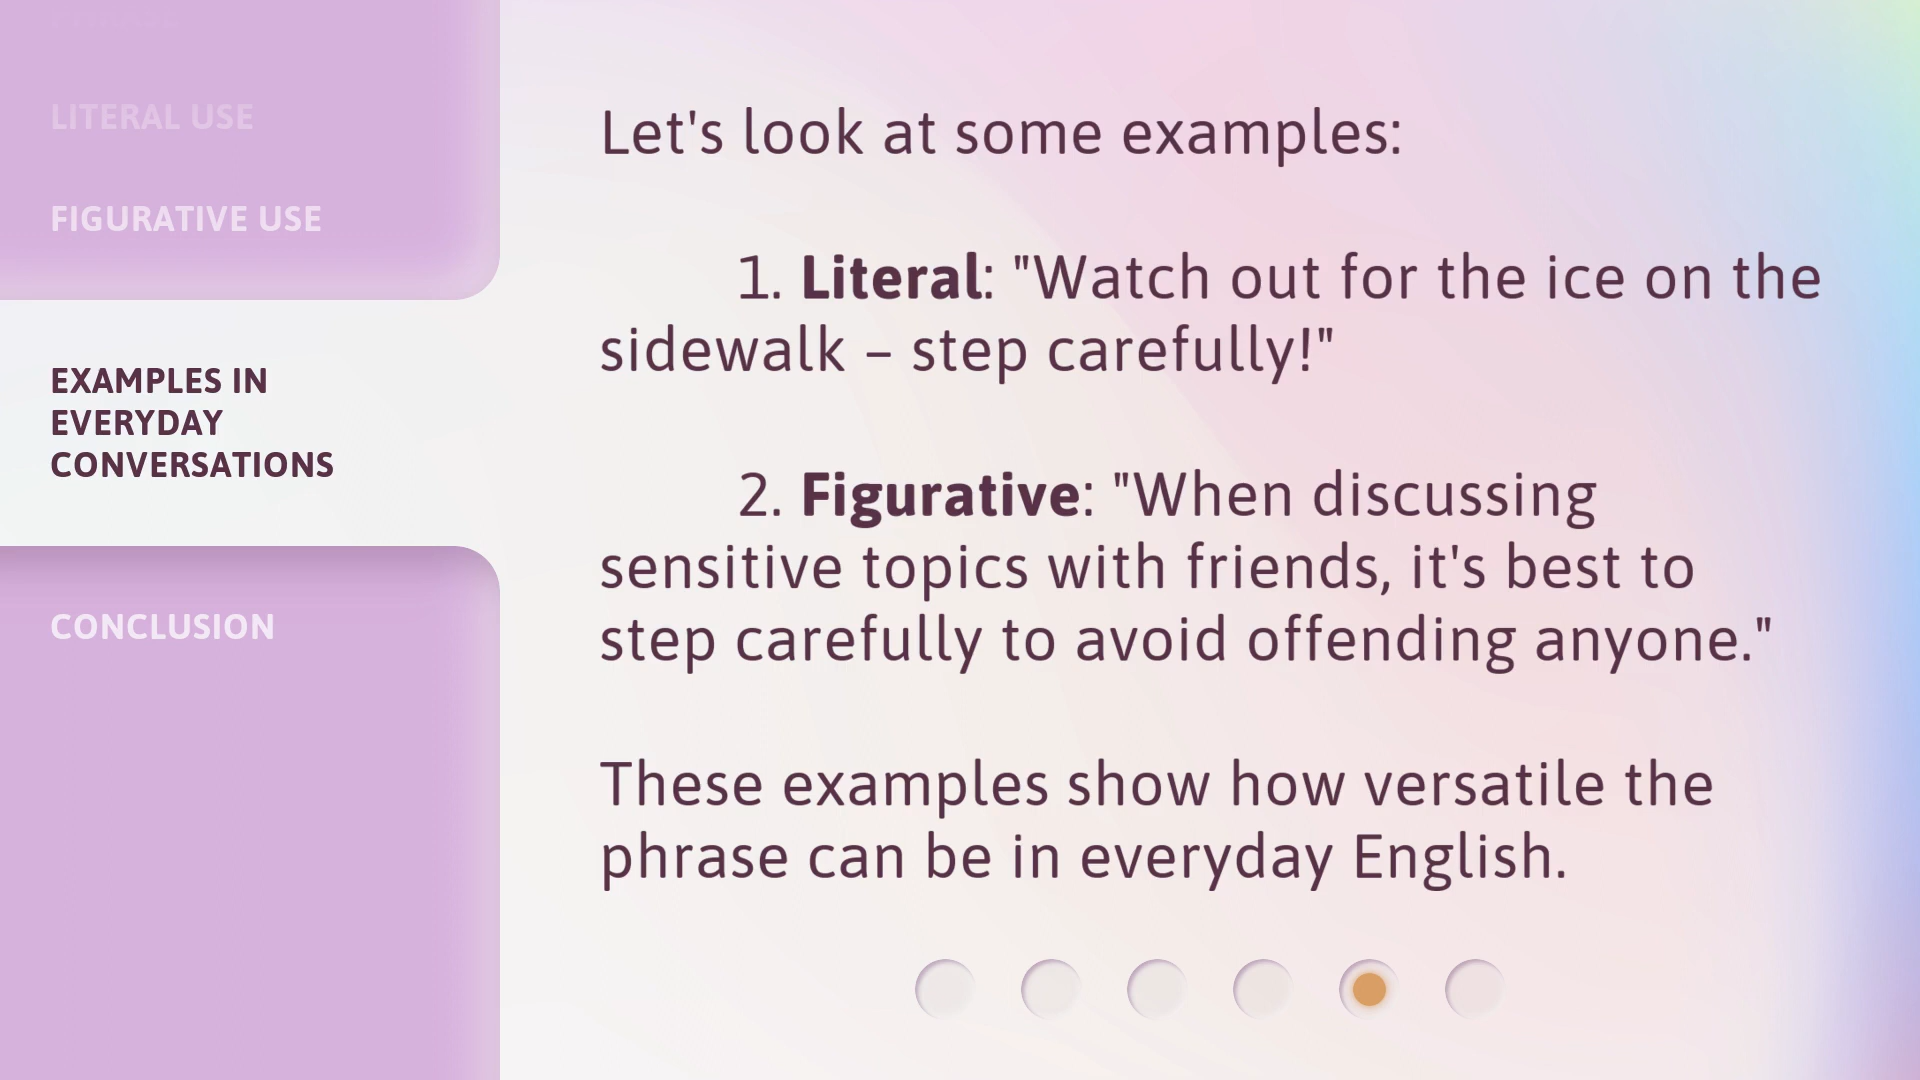 LITERAL USE
FIGURATIVE USE
EXAMPLES IN
EVERYDAY
CONVERSATIONS
CONCLUSION
Let's look at some examples:
1. Literal: "Watch out for the ice on the
sidewalk – step carefully!"
2. Figurative: "When discussing
sensitive topics with friends, it's best to
step carefully to avoid offending anyone."
These examples show how versatile the
phrase can be in everyday English.